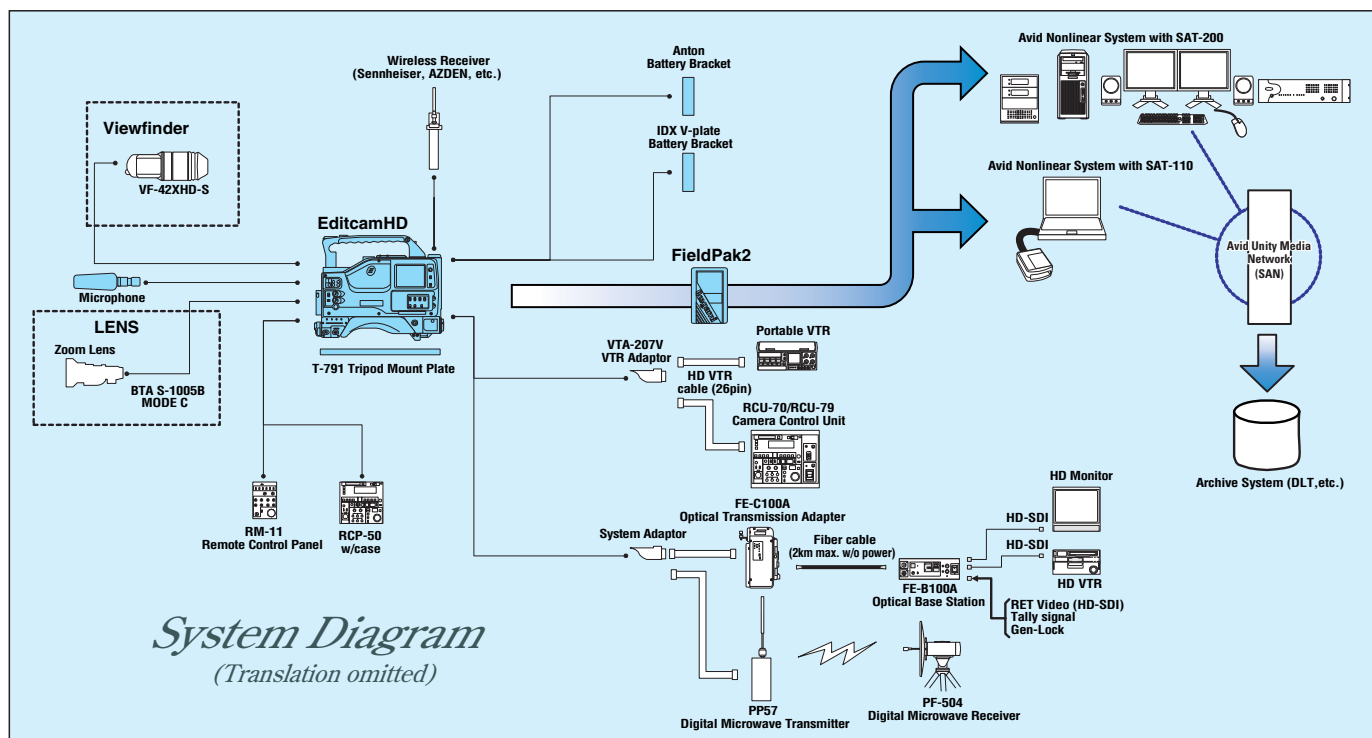 Wireless Receiver
(Sennheiser, AZDEN, etc.)
Anton
Battery Bracket
IDX V-plate
Battery Bracket
Avid Nonlinear System with SAT-200
Avid Nonlinear System with SAT-110
Avid Unity Media
Network
(SAN)
Archive System (DLT,etc.)
Viewfinder
VF-42XHD-S
EditcamHD
FieldPak2
Microphone
LENS
Zoom Lens
BTA S-1005B
MODE C
T-791 Tripod Mount Plate
VTA-207V
VTR Adaptor
Portable VTR
HD VTR
cable (26pin)
RCU-70/RCU-79
Camera Control Unit
RM-11
Remote Control Panel
RCP-50
w/case
FE-C100A
Optical Transmission Adapter
System Adaptor
Fiber cable
(2km max. w/o power)
FE-B100A
Optical Base Station
HD Monitor
HD-SDI
HD-SDI
HD VTR
RET Video (HD-SDI)
Tally signal
Gen-Lock
PP57
Digital Microwave Transmitter
PF-504
Digital Microwave Receiver
System Diagram
(Translation omitted)